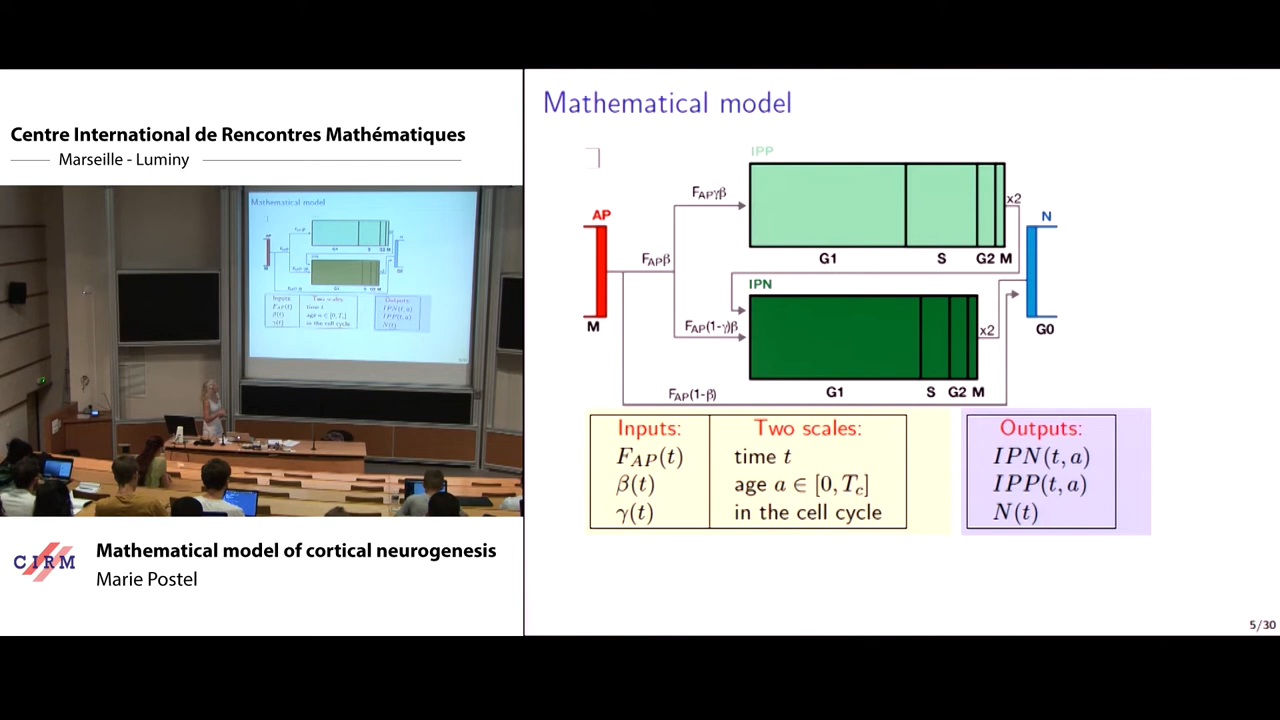 Centre International de Rencontres Mathématiques
Marseille - Luminy
Mathematical model
IPP
F_APγβ
x2
AP
N
F_APβ
G1 S G2 M
IPN
M
F_AP(1-γ)β
x2
G0
G1 S G2 M
F_AP(1-β)
Inputs: Two scales: Outputs:
F_AP(t) time t IPN(t, a)
β(t) age a ∈ [0, T_c] IPP(t, a)
γ(t) in the cell cycle N(t)
CIRM
Mathematical model of cortical neurogenesis
Marie Postel
5/30